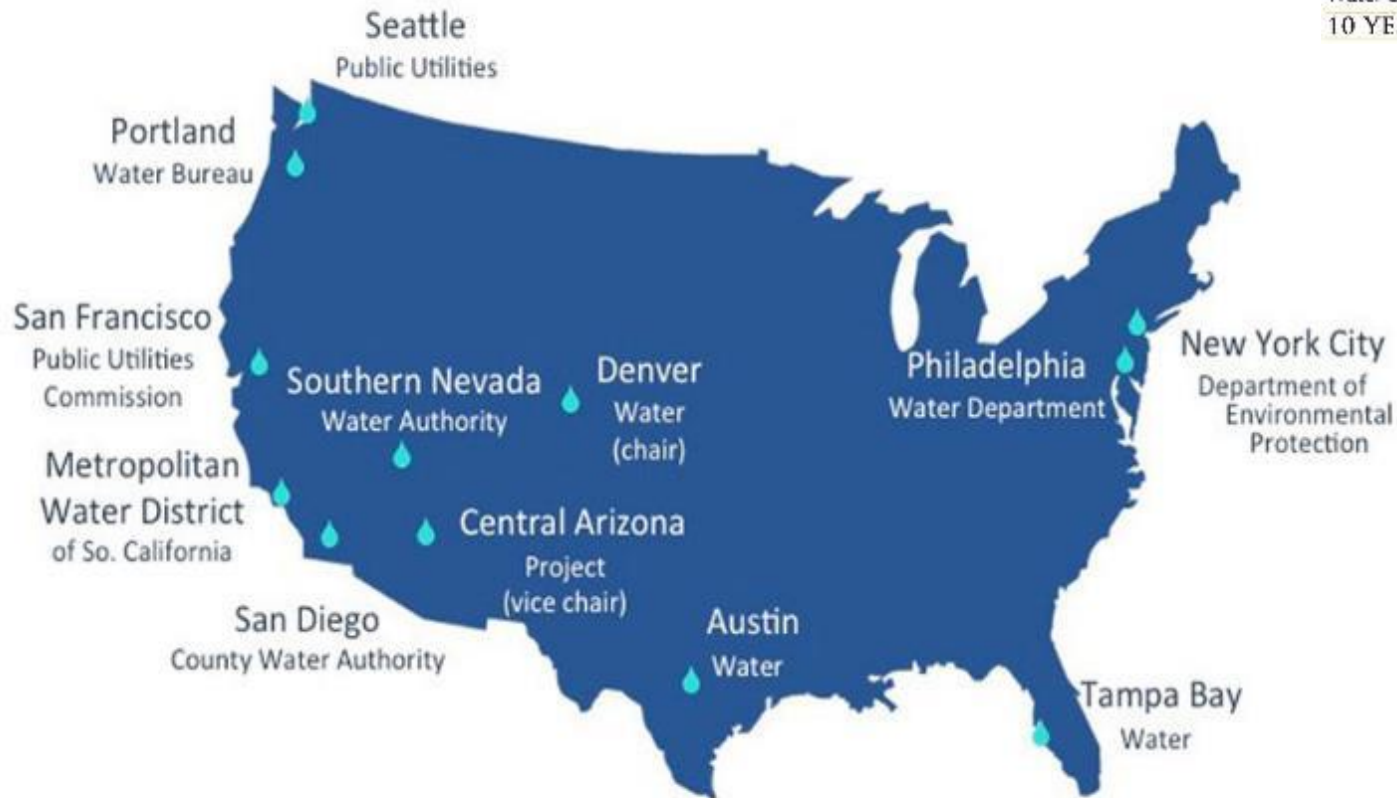 10 YE
Seattle
Public Utilities
Portland
Water Bureau
San Francisco
Public Utilities
Commission
Southern Nevada
Water Authority
Denver
Water
(chair)
Philadelphia
Water Department
New York City
Department of
Environmental
Protection
Metropolitan
Water District
of So. California
Central Arizona
Project
(vice chair)
San Diego
County Water Authority
Austin
Water
Tampa Bay
Water